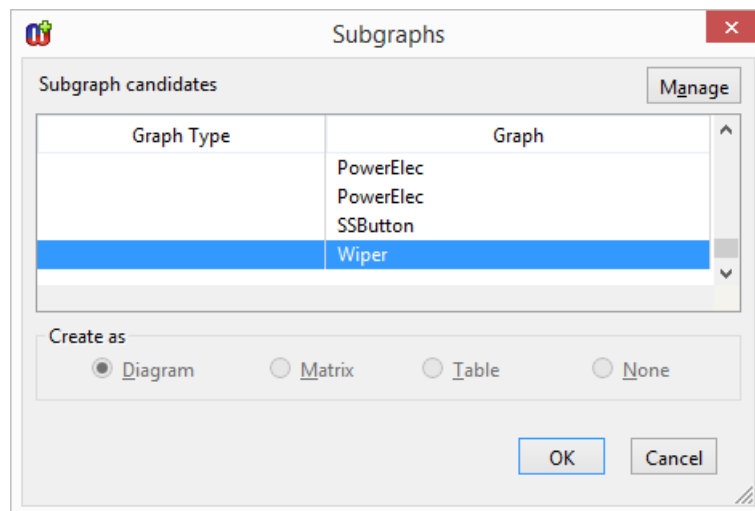 Subgraphs
Subgraph candidates
Manage
Graph Type Graph
PowerElec
PowerElec
SSButton
Wiper
Create as
Diagram Matrix Table None
OK Cancel